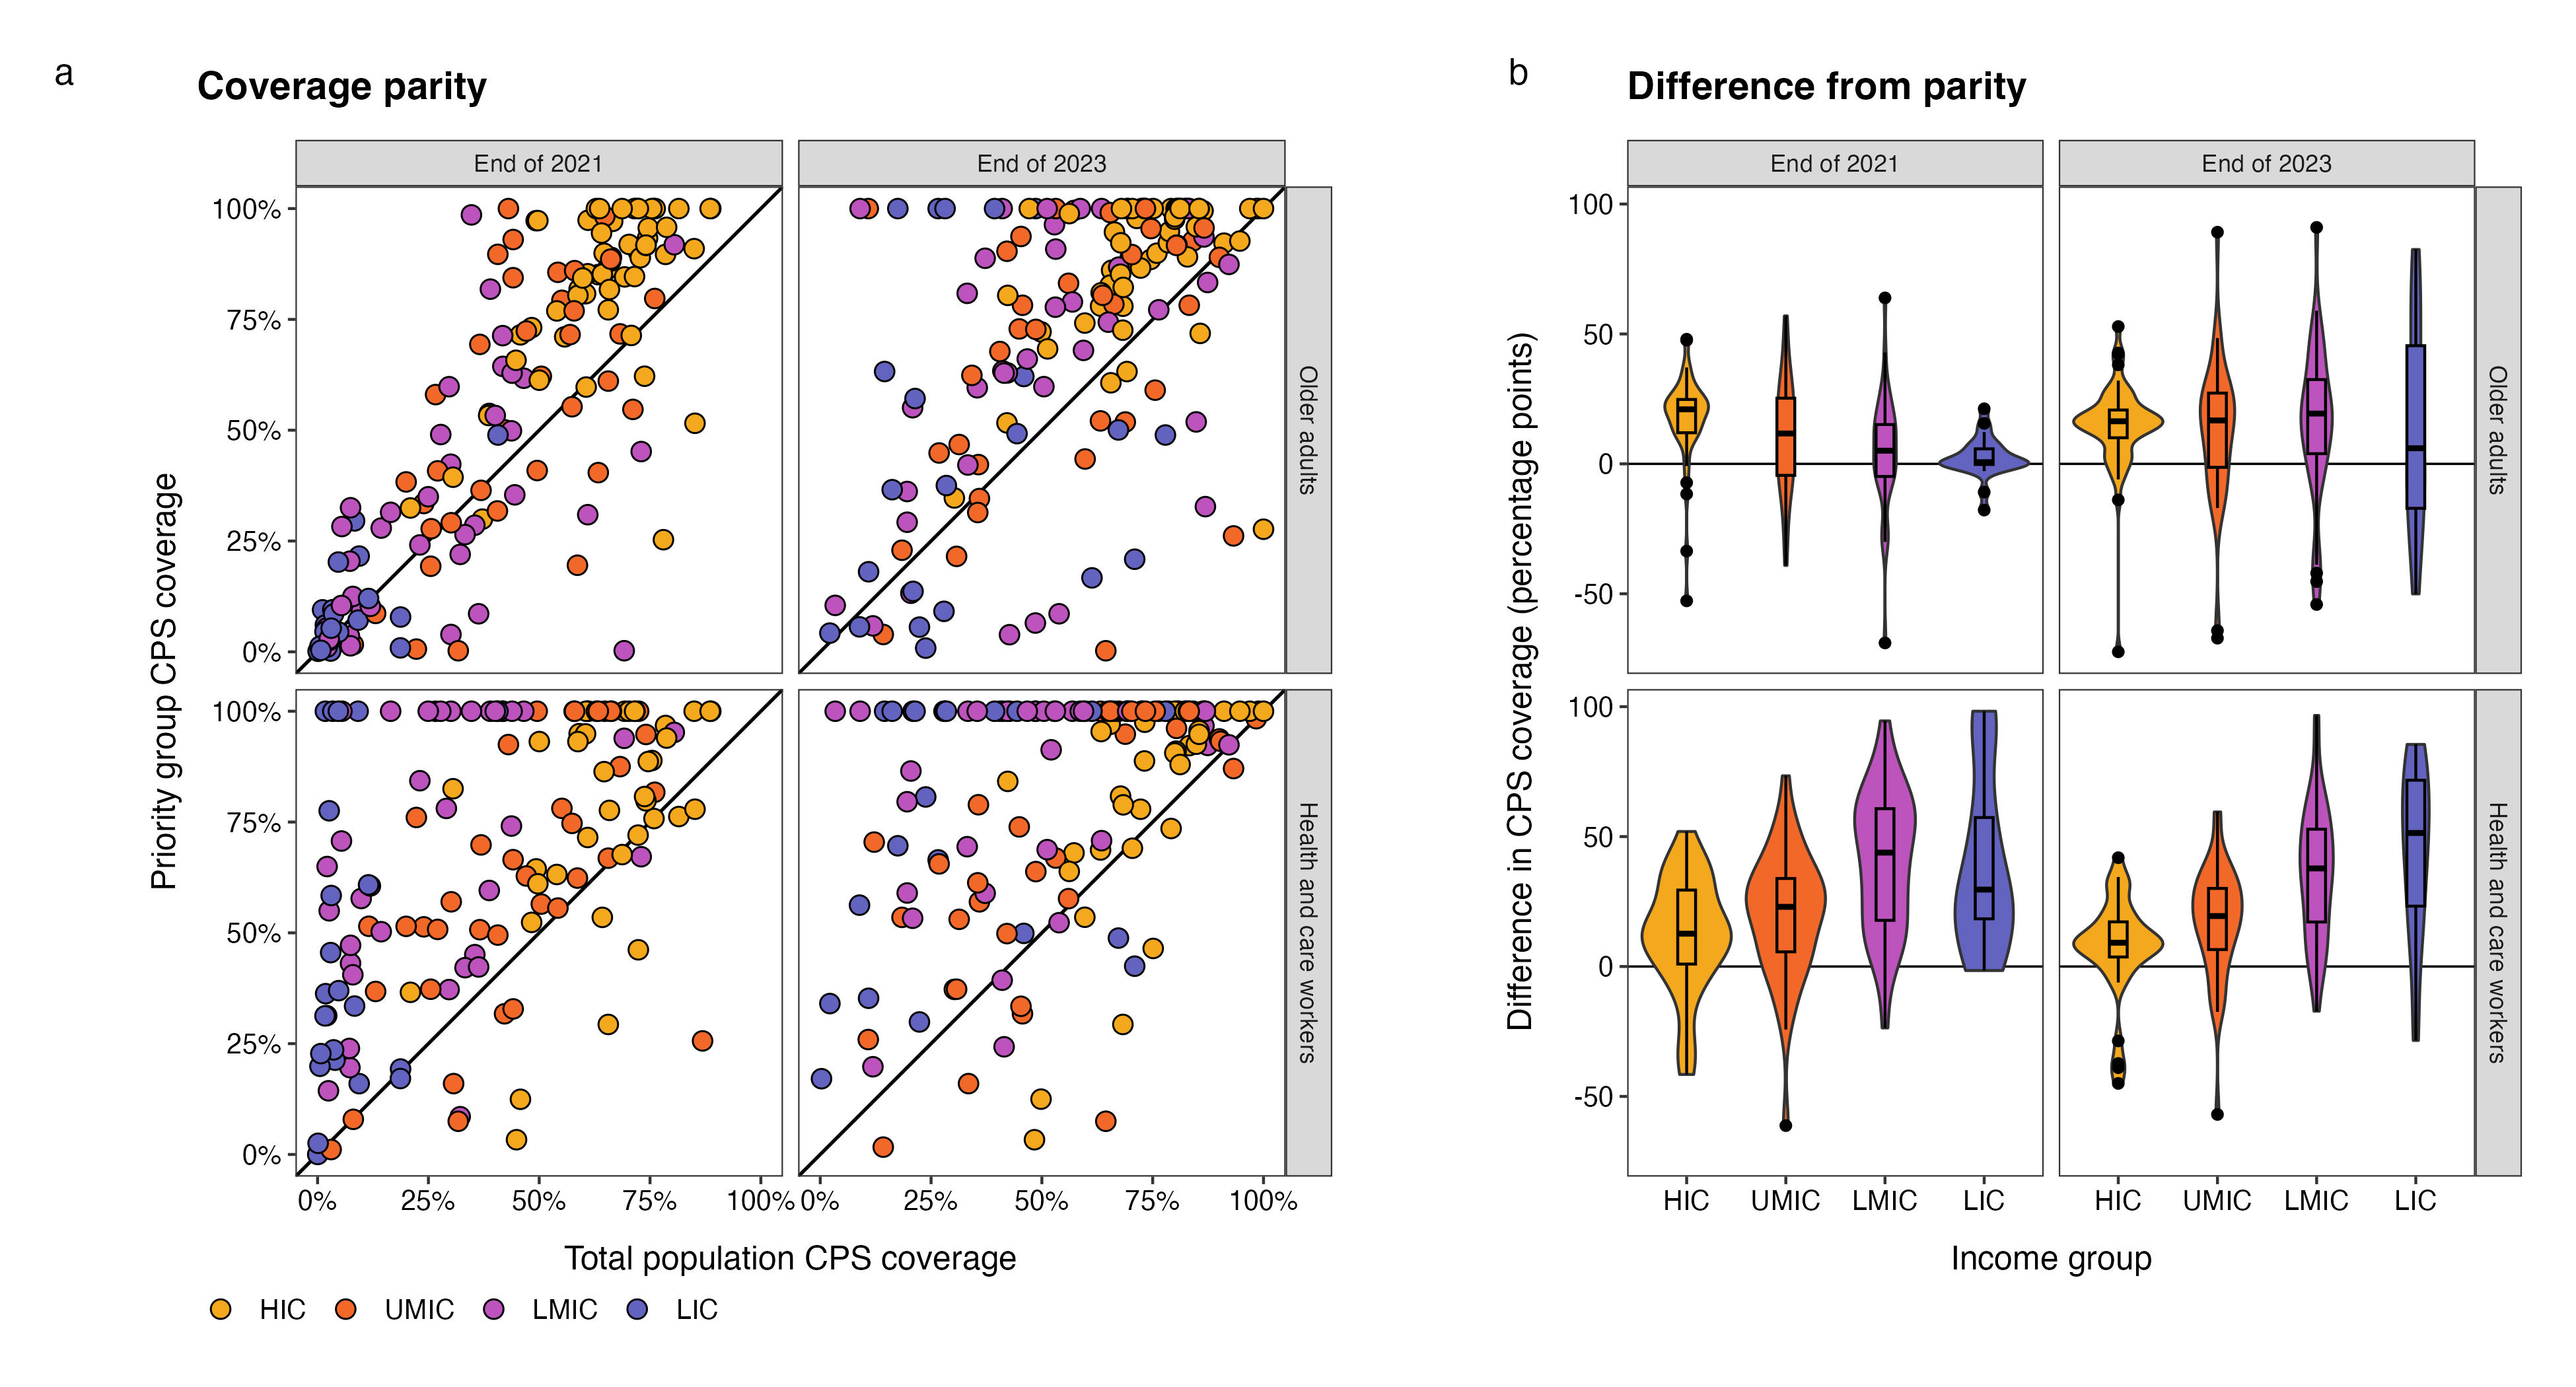 a
Coverage parity
End of 2021
End of 2023
100%
75%
50%
25%
0%
Older adults
100%
75%
50%
25%
0%
Health and care workers
Priority group CPS coverage
0% 25% 50% 75% 100%
0% 25% 50% 75% 100%
Total population CPS coverage
HIC UMIC LMIC LIC
b
Difference from parity
End of 2021
End of 2023
100
50
0
-50
Older adults
100
50
0
-50
Health and care workers
Difference in CPS coverage (percentage points)
HIC UMIC LMIC LIC
HIC UMIC LMIC LIC
Income group